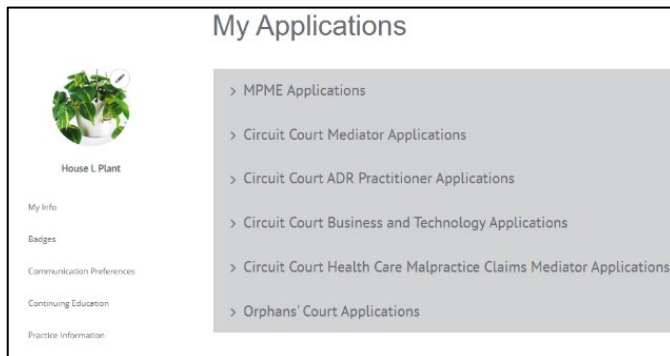 My Applications
House L Plant
My Info
Badges
Communication Preferences
Continuing Education
Practice Information
> MPME Applications
> Circuit Court Mediator Applications
> Circuit Court ADR Practitioner Applications
> Circuit Court Business and Technology Applications
> Circuit Court Health Care Malpractice Claims Mediator Applications
> Orphans' Court Applications